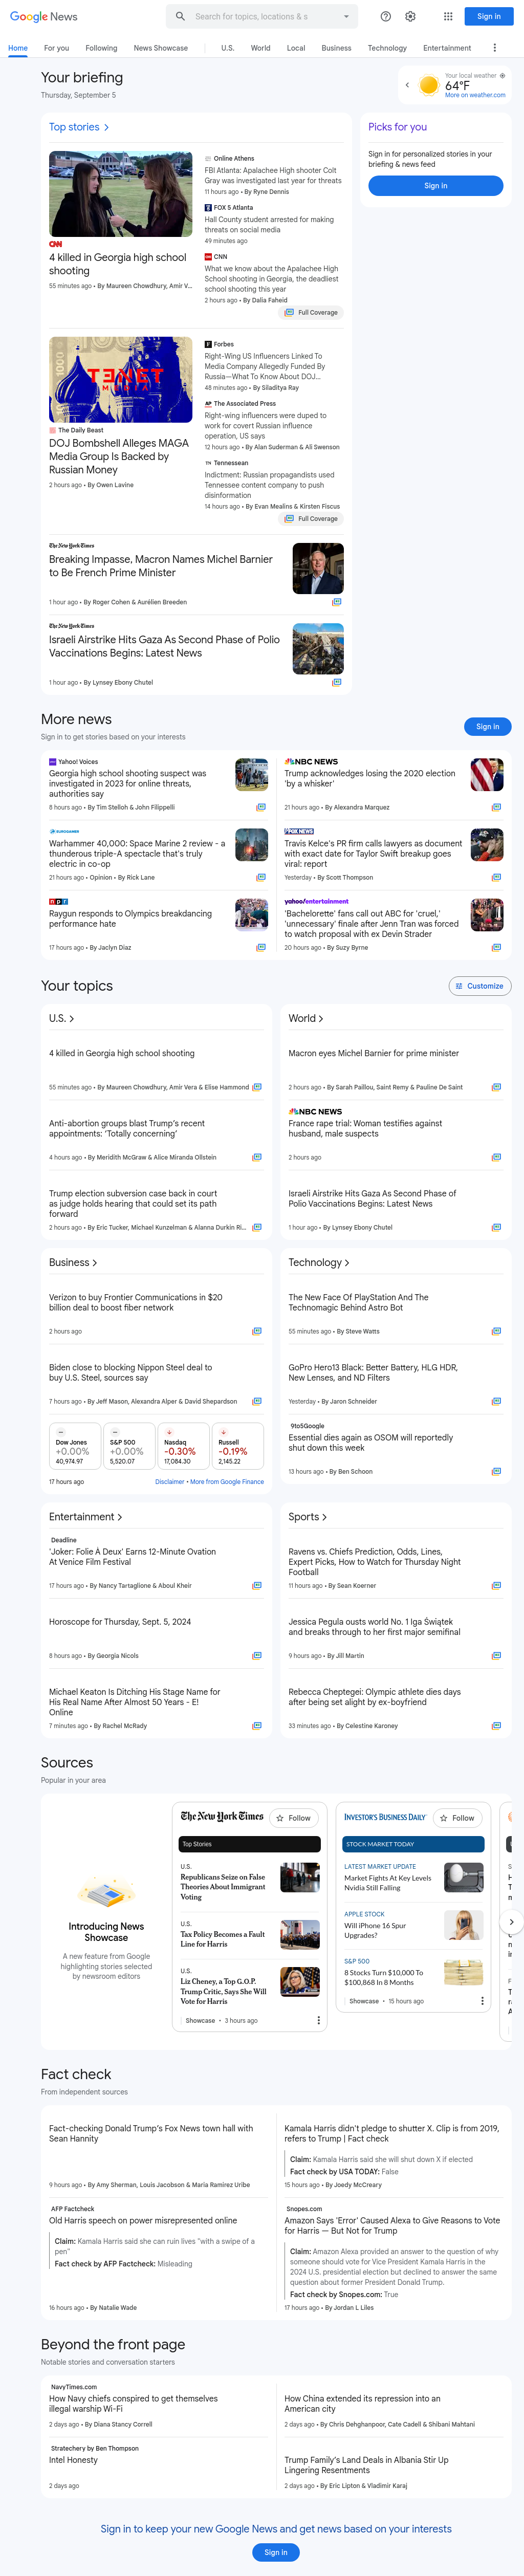 Google News
Search for topics, locations & s
Sign in
Home
For you
Following
News Showcase
U.S.
World
Local
Business
Technology
Entertainment
Your briefing
Thursday, September 5
Your local weather
64°F
More on weather.com
Top stories
CNN
4 killed in Georgia high school
shooting
55 minutes ago • By Maureen Chowdhury, Amir V...
Online Athens
FBI Atlanta: Apalachee High shooter Colt
Gray was investigated last year for threats
11 hours ago • By Ryne Dennis
FOX 5 Atlanta
Hall County student arrested for making
threats on social media
49 minutes ago
CNN
What we know about the Apalachee High
School shooting in Georgia, the deadliest
school shooting this year
2 hours ago • By Dalia Faheid
Full Coverage
TENET
MEDIA
The Daily Beast
DOJ Bombshell Alleges MAGA
Media Group Is Backed by
Russian Money
2 hours ago • By Owen Lavine
Forbes
Right-Wing US Influencers Linked To
Media Company Allegedly Funded By
Russia—What To Know About DOJ...
48 minutes ago • By Siladitya Ray
AP The Associated Press
Right-wing influencers were duped to
work for covert Russian influence
operation, US says
12 hours ago • By Alan Suderman & Ali Swenson
TN Tennessean
Indictment: Russian propagandists used
Tennessee content company to push
disinformation
14 hours ago • By Evan Mealins & Kirsten Fiscus
Full Coverage
The New York Times
Breaking Impasse, Macron Names Michel Barnier
to Be French Prime Minister
1 hour ago • By Roger Cohen & Aurélien Breeden
The New York Times
Israeli Airstrike Hits Gaza As Second Phase of Polio
Vaccinations Begins: Latest News
1 hour ago • By Lynsey Ebony Chutel
Picks for you
Sign in for personalized stories in your
briefing & news feed
Sign in
More news
Sign in to get stories based on your interests
Sign in
Yahoo! Voices
Georgia high school shooting suspect was
investigated in 2023 for online threats,
authorities say
8 hours ago • By Tim Stelloh & John Filippelli
EUROGAMER
Warhammer 40,000: Space Marine 2 review - a
thunderous triple-A spectacle that's truly
electric in co-op
21 hours ago • Opinion • By Rick Lane
npr
Raygun responds to Olympics breakdancing
performance hate
17 hours ago • By Jaclyn Diaz
NBC NEWS
Trump acknowledges losing the 2020 election
'by a whisker'
21 hours ago • By Alexandra Marquez
FOX NEWS
Travis Kelce's PR firm calls lawyers as document
with exact date for Taylor Swift breakup goes
viral: report
Yesterday • By Scott Thompson
yahoo/entertainment
'Bachelorette' fans call out ABC for 'cruel,'
'unnecessary' finale after Jenn Tran was forced
to watch proposal with ex Devin Strader
20 hours ago • By Suzy Byrne
Your topics
Customize
U.S.
4 killed in Georgia high school shooting
55 minutes ago • By Maureen Chowdhury, Amir Vera & Elise Hammond
Anti-abortion groups blast Trump's recent
appointments: 'Totally concerning'
4 hours ago • By Meridith McGraw & Alice Miranda Ollstein
Trump election subversion case back in court
as judge holds hearing that could set its path
forward
2 hours ago • By Eric Tucker, Michael Kunzelman & Alanna Durkin Ri...
World
Macron eyes Michel Barnier for prime minister
2 hours ago • By Sarah Paillou, Saint Remy & Pauline De Saint
NBC NEWS
France rape trial: Woman testifies against
husband, male suspects
2 hours ago
Israeli Airstrike Hits Gaza As Second Phase of
Polio Vaccinations Begins: Latest News
1 hour ago • By Lynsey Ebony Chutel
Business
Verizon to buy Frontier Communications in $20
billion deal to boost fiber network
2 hours ago
Biden close to blocking Nippon Steel deal to
buy U.S. Steel, sources say
7 hours ago • By Jeff Mason, Alexandra Alper & David Shepardson
Dow Jones
+0.00%
40,974.97
S&P 500
+0.00%
5,520.07
Nasdaq
-0.30%
17,084.30
Russell
-0.19%
2,145.22
17 hours ago
Disclaimer • More from Google Finance
Technology
The New Face Of PlayStation And The
Technomagic Behind Astro Bot
55 minutes ago • By Steve Watts
GoPro Hero13 Black: Better Battery, HLG HDR,
New Lenses, and ND Filters
Yesterday • By Jaron Schneider
9to5Google
Essential dies again as OSOM will reportedly
shut down this week
13 hours ago • By Ben Schoon
Entertainment
Deadline
'Joker: Folie À Deux' Earns 12-Minute Ovation
At Venice Film Festival
17 hours ago • By Nancy Tartaglione & Aboul Kheir
Horoscope for Thursday, Sept. 5, 2024
8 hours ago • By Georgia Nicols
Michael Keaton Is Ditching His Stage Name for
His Real Name After Almost 50 Years - E!
Online
7 minutes ago • By Rachel McRady
Sports
Ravens vs. Chiefs Prediction, Odds, Lines,
Expert Picks, How to Watch for Thursday Night
Football
11 hours ago • By Sean Koerner
Jessica Pegula ousts world No. 1 Iga Świątek
and breaks through to her first major semifinal
9 hours ago • By Jill Martin
Rebecca Cheptegei: Olympic athlete dies days
after being set alight by ex-boyfriend
33 minutes ago • By Celestine Karoney
Sources
Popular in your area
Introducing News
Showcase
A new feature from Google
highlighting stories selected
by newsroom editors
The New York Times
Follow
Top Stories
U.S.
Republicans Seize on False
Theories About Immigrant
Voting
U.S.
Tax Policy Becomes a Fault
Line for Harris
U.S.
Liz Cheney, a Top G.O.P.
Trump Critic, Says She Will
Vote for Harris
Showcase • 3 hours ago
INVESTOR'S BUSINESS DAILY
Follow
STOCK MARKET TODAY
LATEST MARKET UPDATE
Market Fights At Key Levels
Nvidia Still Falling
APPLE STOCK
Will iPhone 16 Spur
Upgrades?
S&P 500
8 Stocks Turn $10,000 To
$100,868 In 8 Months
Showcase • 15 hours ago
Fact check
From independent sources
Fact-checking Donald Trump's Fox News town hall with
Sean Hannity
9 hours ago • By Amy Sherman, Louis Jacobson & Maria Ramirez Uribe
AFP Factcheck
Old Harris speech on power misrepresented online
Claim: Kamala Harris said she can ruin lives "with a swipe of a
pen"
Fact check by AFP Factcheck: Misleading
16 hours ago • By Natalie Wade
Kamala Harris didn't pledge to shutter X. Clip is from 2019,
refers to Trump | Fact check
Claim: Kamala Harris said she will shut down X if elected
Fact check by USA TODAY: False
15 hours ago • By Joedy McCreary
Snopes.com
Amazon Says 'Error' Caused Alexa to Give Reasons to Vote
for Harris — But Not for Trump
Claim: Amazon Alexa provided an answer to the question of why
someone should vote for Vice President Kamala Harris in the
2024 U.S. presidential election but declined to answer the same
question about former President Donald Trump.
Fact check by Snopes.com: True
17 hours ago • By Jordan L Liles
Beyond the front page
Notable stories and conversation starters
NavyTimes.com
How Navy chiefs conspired to get themselves
illegal warship Wi-Fi
2 days ago • By Diana Stancy Correll
Stratechery by Ben Thompson
Intel Honesty
2 days ago
How China extended its repression into an
American city
2 days ago • By Chris Dehghanpoor, Cate Cadell & Shibani Mahtani
Trump Family's Land Deals in Albania Stir Up
Lingering Resentments
2 days ago • By Eric Lipton & Vladimir Karaj
Sign in to keep your new Google News and get news based on your interests
Sign in